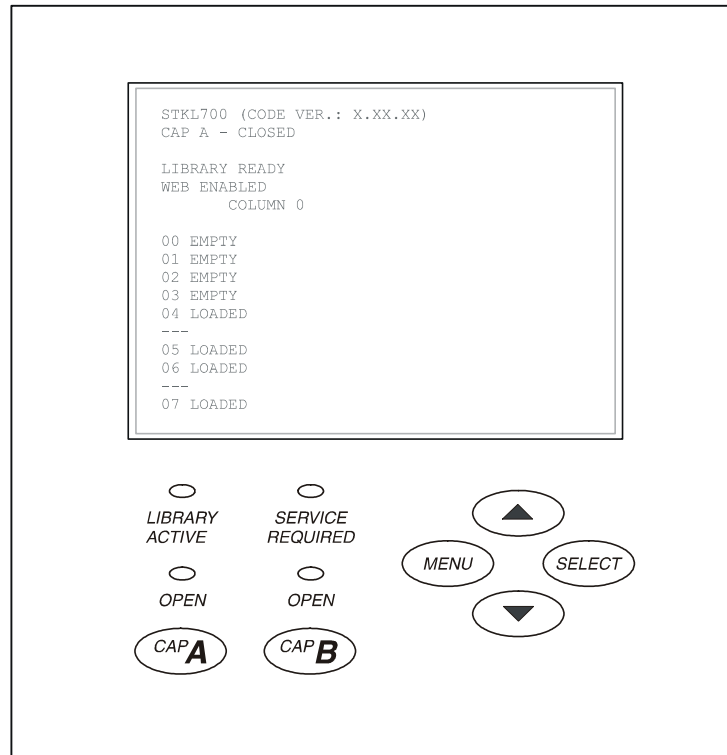 STKL700 (CODE VER.: X.XX.XX)
CAP A - CLOSED
LIBRARY READY
WEB ENABLED
COLUMN 0
00 EMPTY
01 EMPTY
02 EMPTY
03 EMPTY
04 LOADED
---
05 LOADED
06 LOADED
---
07 LOADED
LIBRARY
ACTIVE
SERVICE
REQUIRED
MENU
SELECT
OPEN
OPEN
CAP A
CAP B